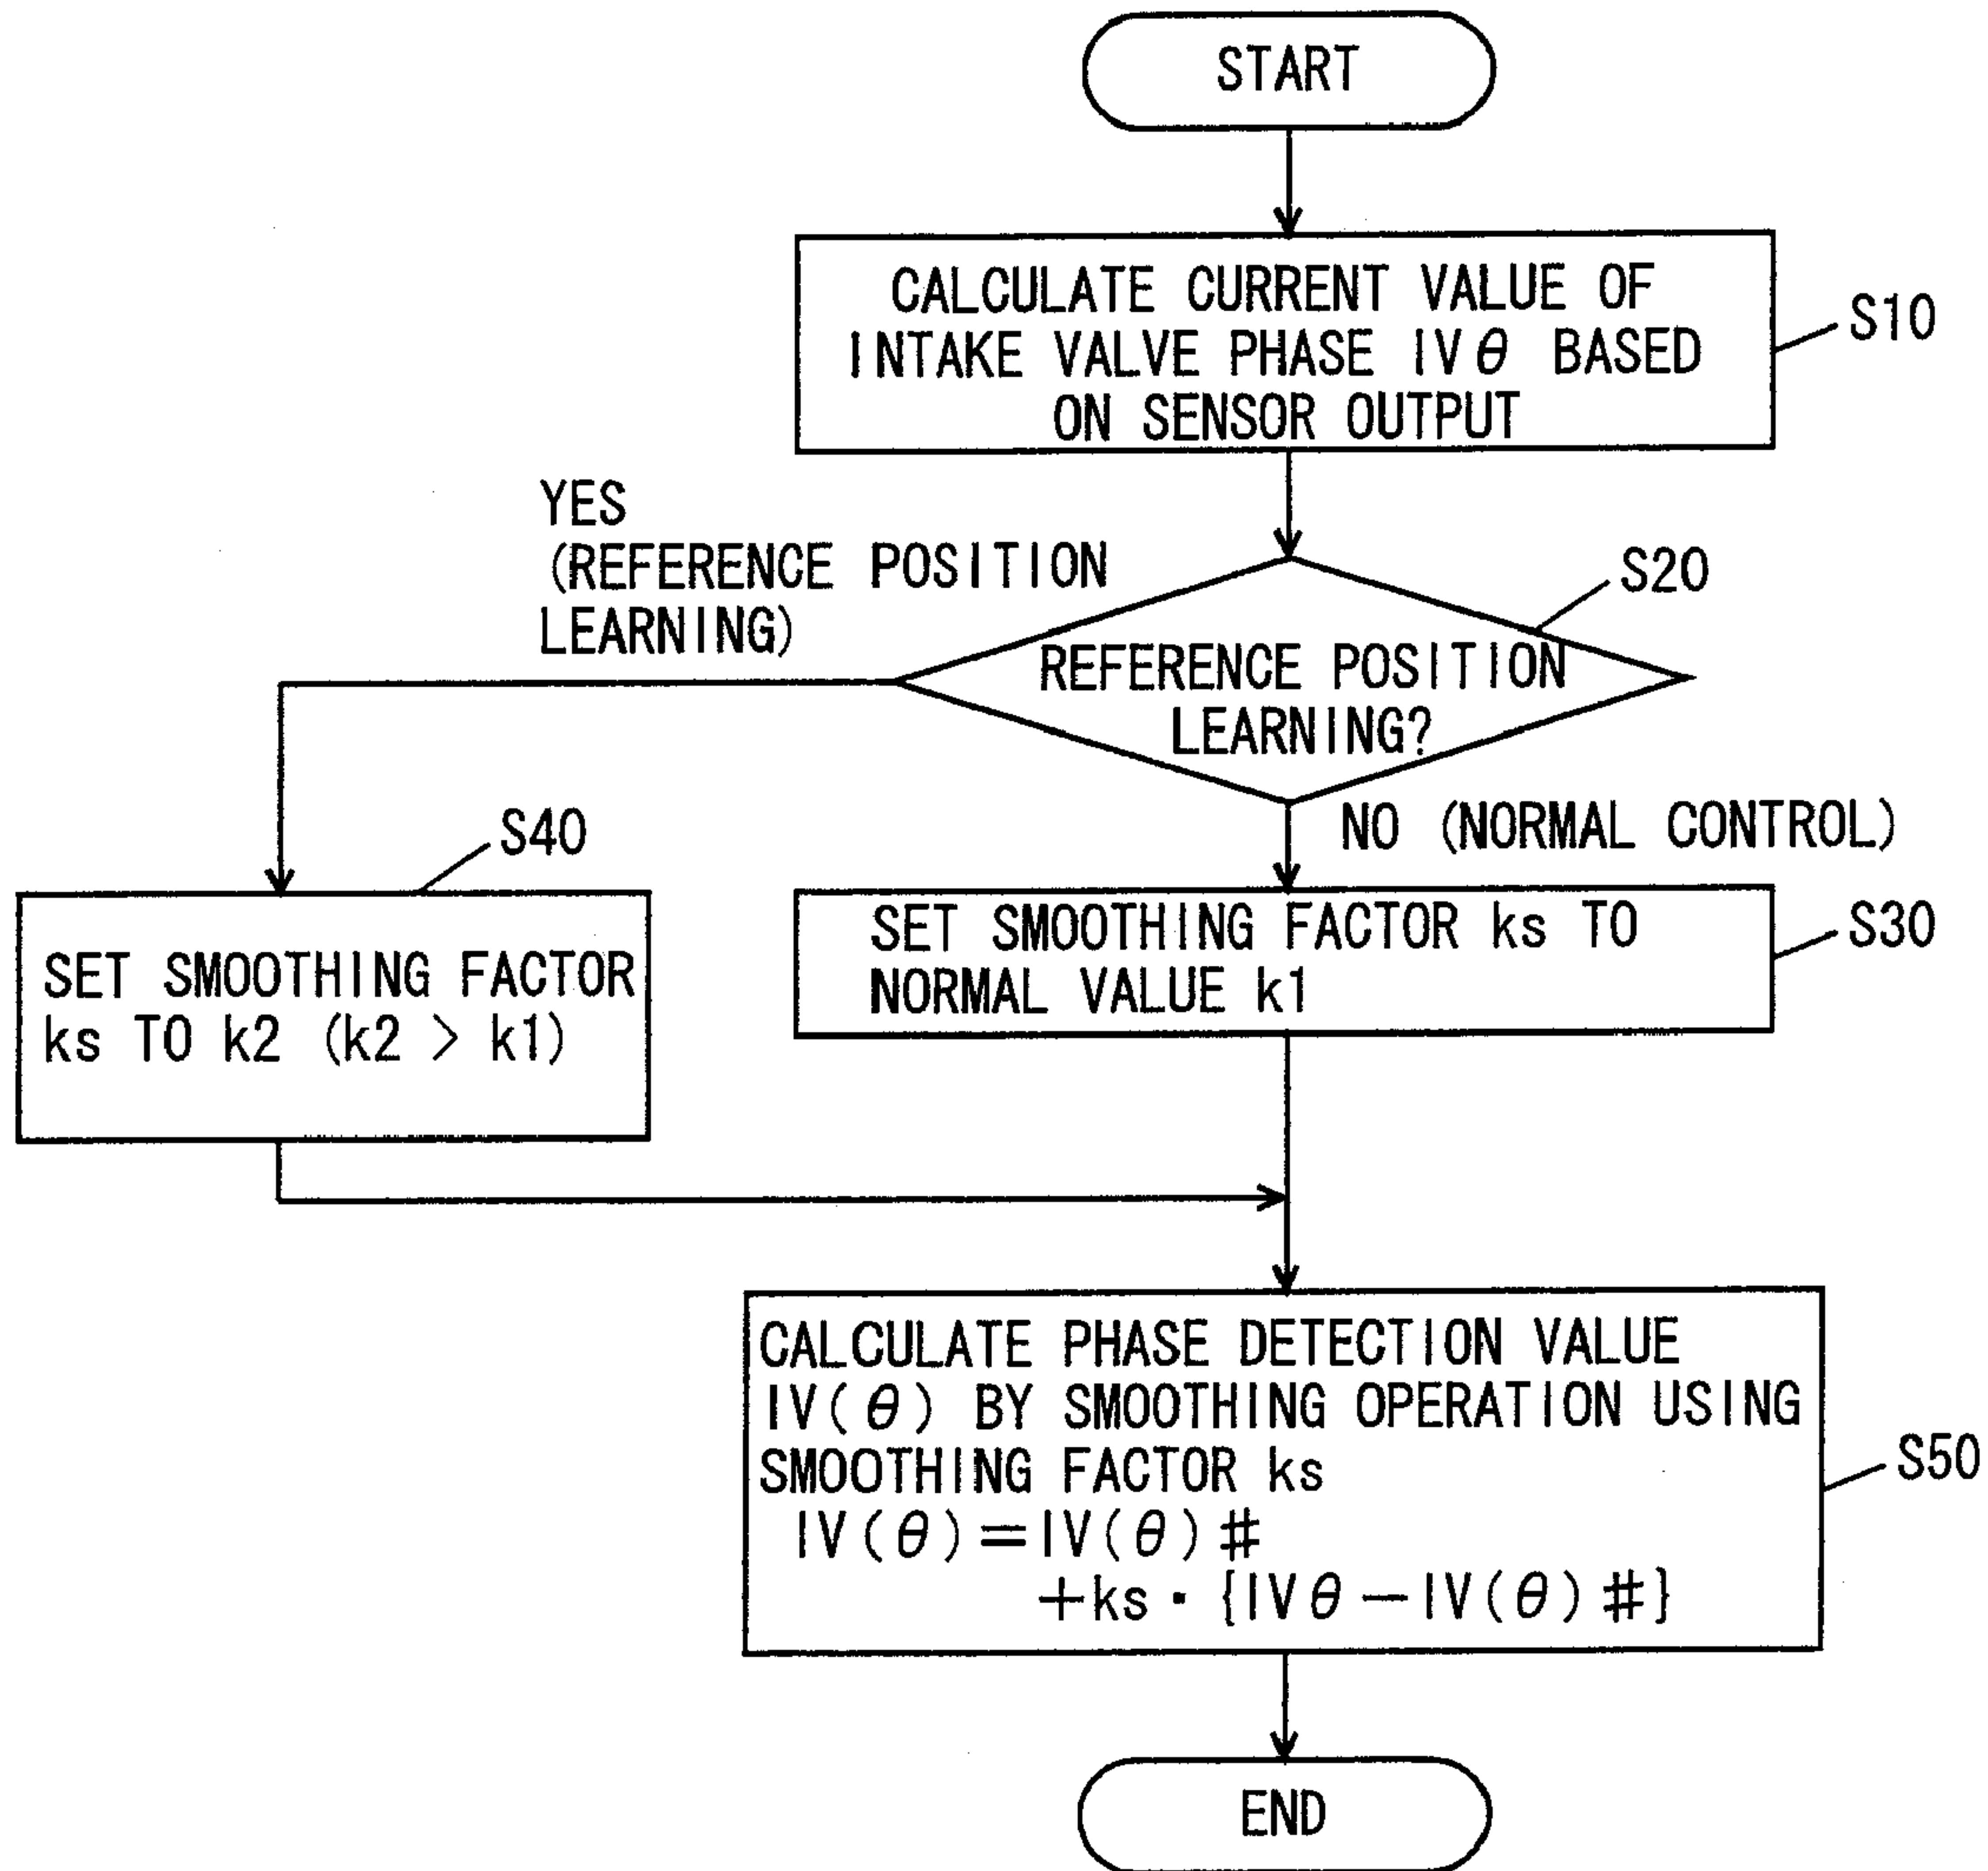 START
CALCULATE CURRENT VALUE OF
INTAKE VALVE PHASE IVθ BASED
ON SENSOR OUTPUT
S10
YES
(REFERENCE POSITION
LEARNING)
S20
REFERENCE POSITION
LEARNING?
NO (NORMAL CONTROL)
S40
SET SMOOTHING FACTOR
ks TO k2 (k2 > k1)
SET SMOOTHING FACTOR ks TO
NORMAL VALUE k1
S30
CALCULATE PHASE DETECTION VALUE
IV(θ) BY SMOOTHING OPERATION USING
SMOOTHING FACTOR ks
IV(θ)=IV(θ)#
+ks・{IVθ-IV(θ)#}
S50
END